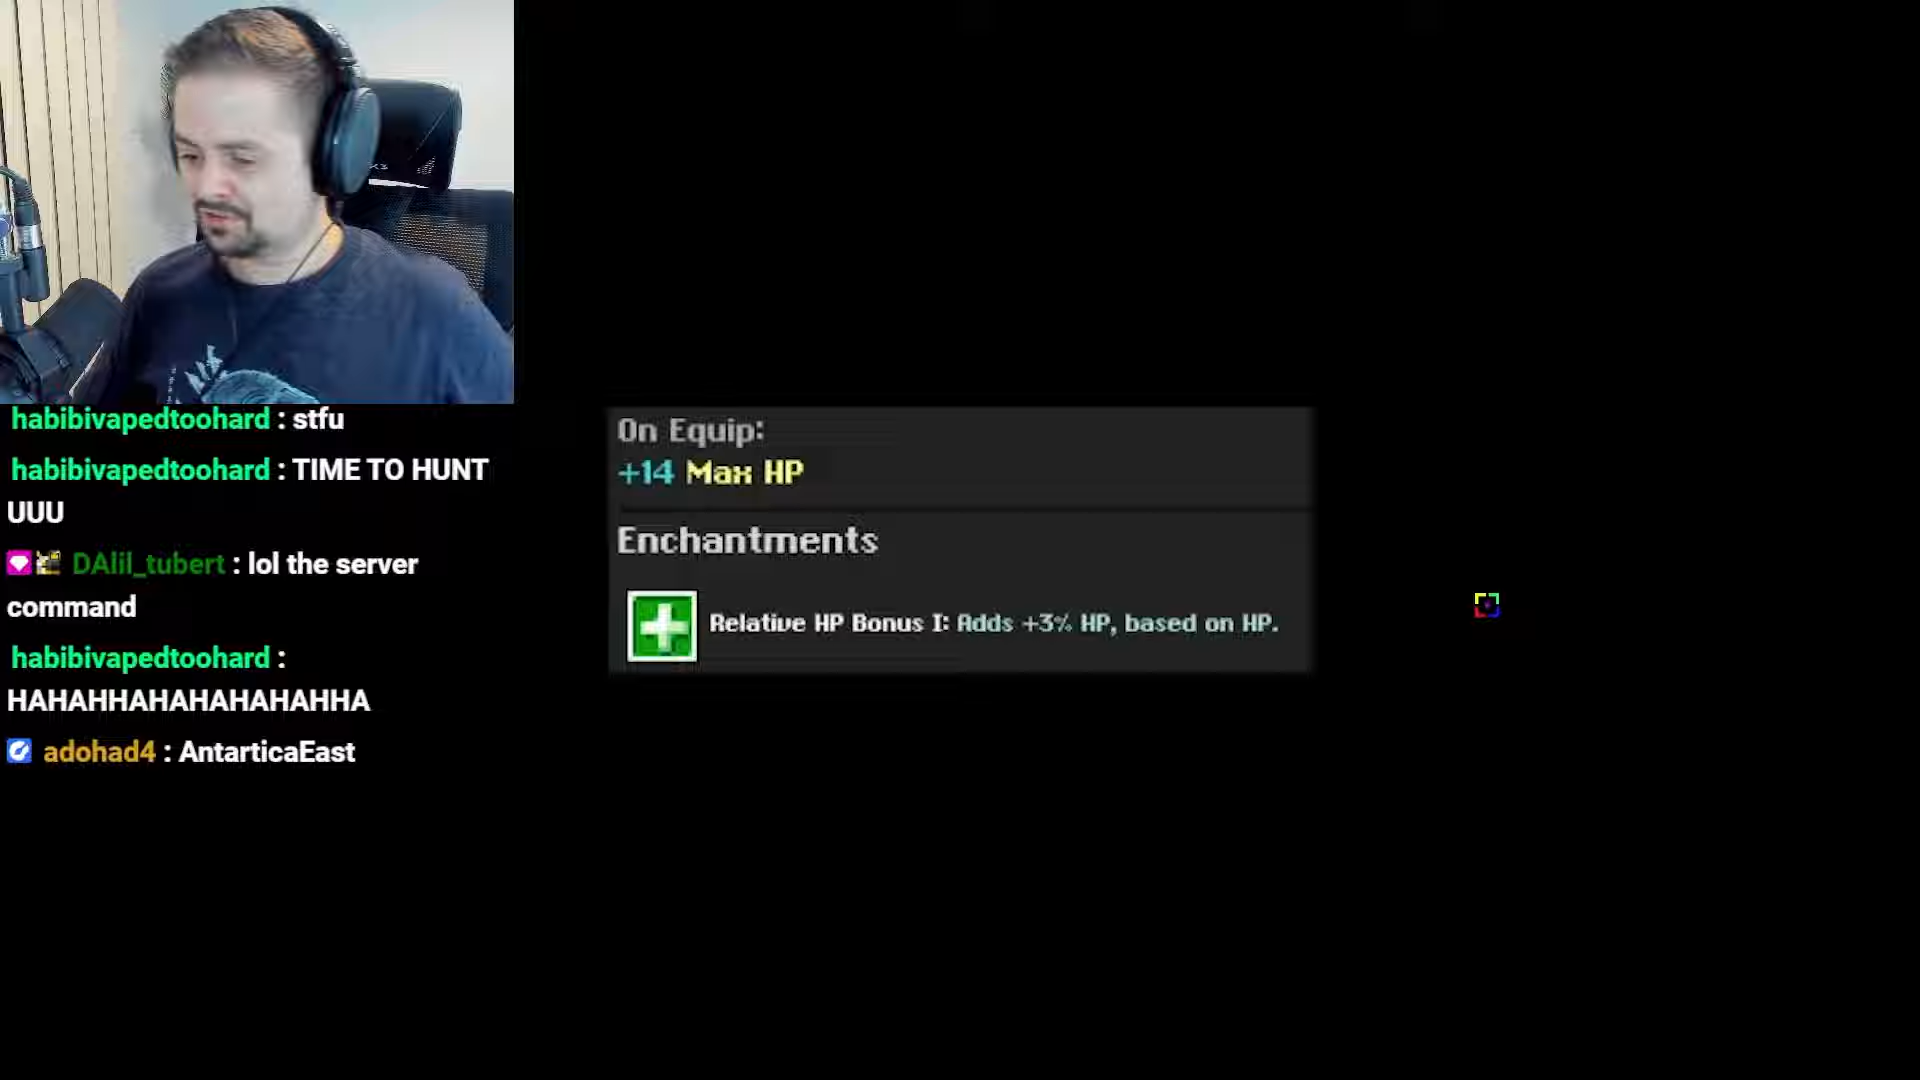 habibivapedtoohard : stfu
habibivapedtoohard : TIME TO HUNT
UUU
DAlil_tubert : lol the server
command
habibivapedtoohard :
HAHAHHAHAHAHAHAHHA
adohad4 : AntarticaEast
On Equip:
+14 Max HP
Enchantments
Relative HP Bonus I: Adds +3% HP, based on HP.